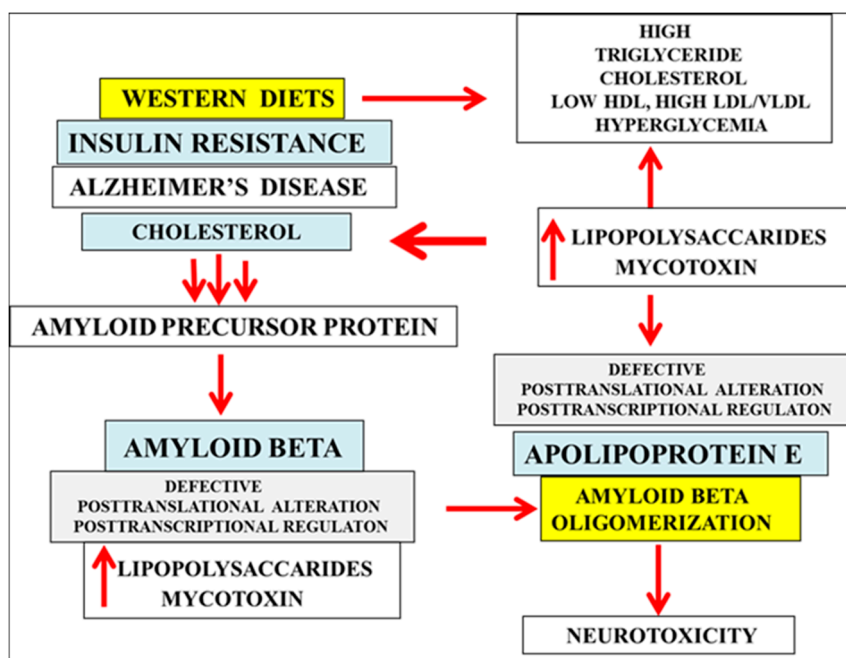 WESTERN DIETS
INSULIN RESISTANCE
ALZHEIMER'S DISEASE
CHOLESTEROL
AMYLOID PRECURSOR PROTEIN
AMYLOID BETA
DEFECTIVE
POSTTRANSLATIONAL ALTERATION
POSTTRANSCRIPTIONAL REGULATON
LIPOPOLYSACCARIDES
MYCOTOXIN
HIGH
TRIGLYCERIDE
CHOLESTEROL
LOW HDL, HIGH LDL/VLDL
HYPERGLYCEMIA
LIPOPOLYSACCARIDES
MYCOTOXIN
DEFECTIVE
POSTTRANSLATIONAL ALTERATION
POSTTRANSCRIPTIONAL REGULATON
APOLIPOPROTEIN E
AMYLOID BETA
OLIGOMERIZATION
NEUROTOXICITY